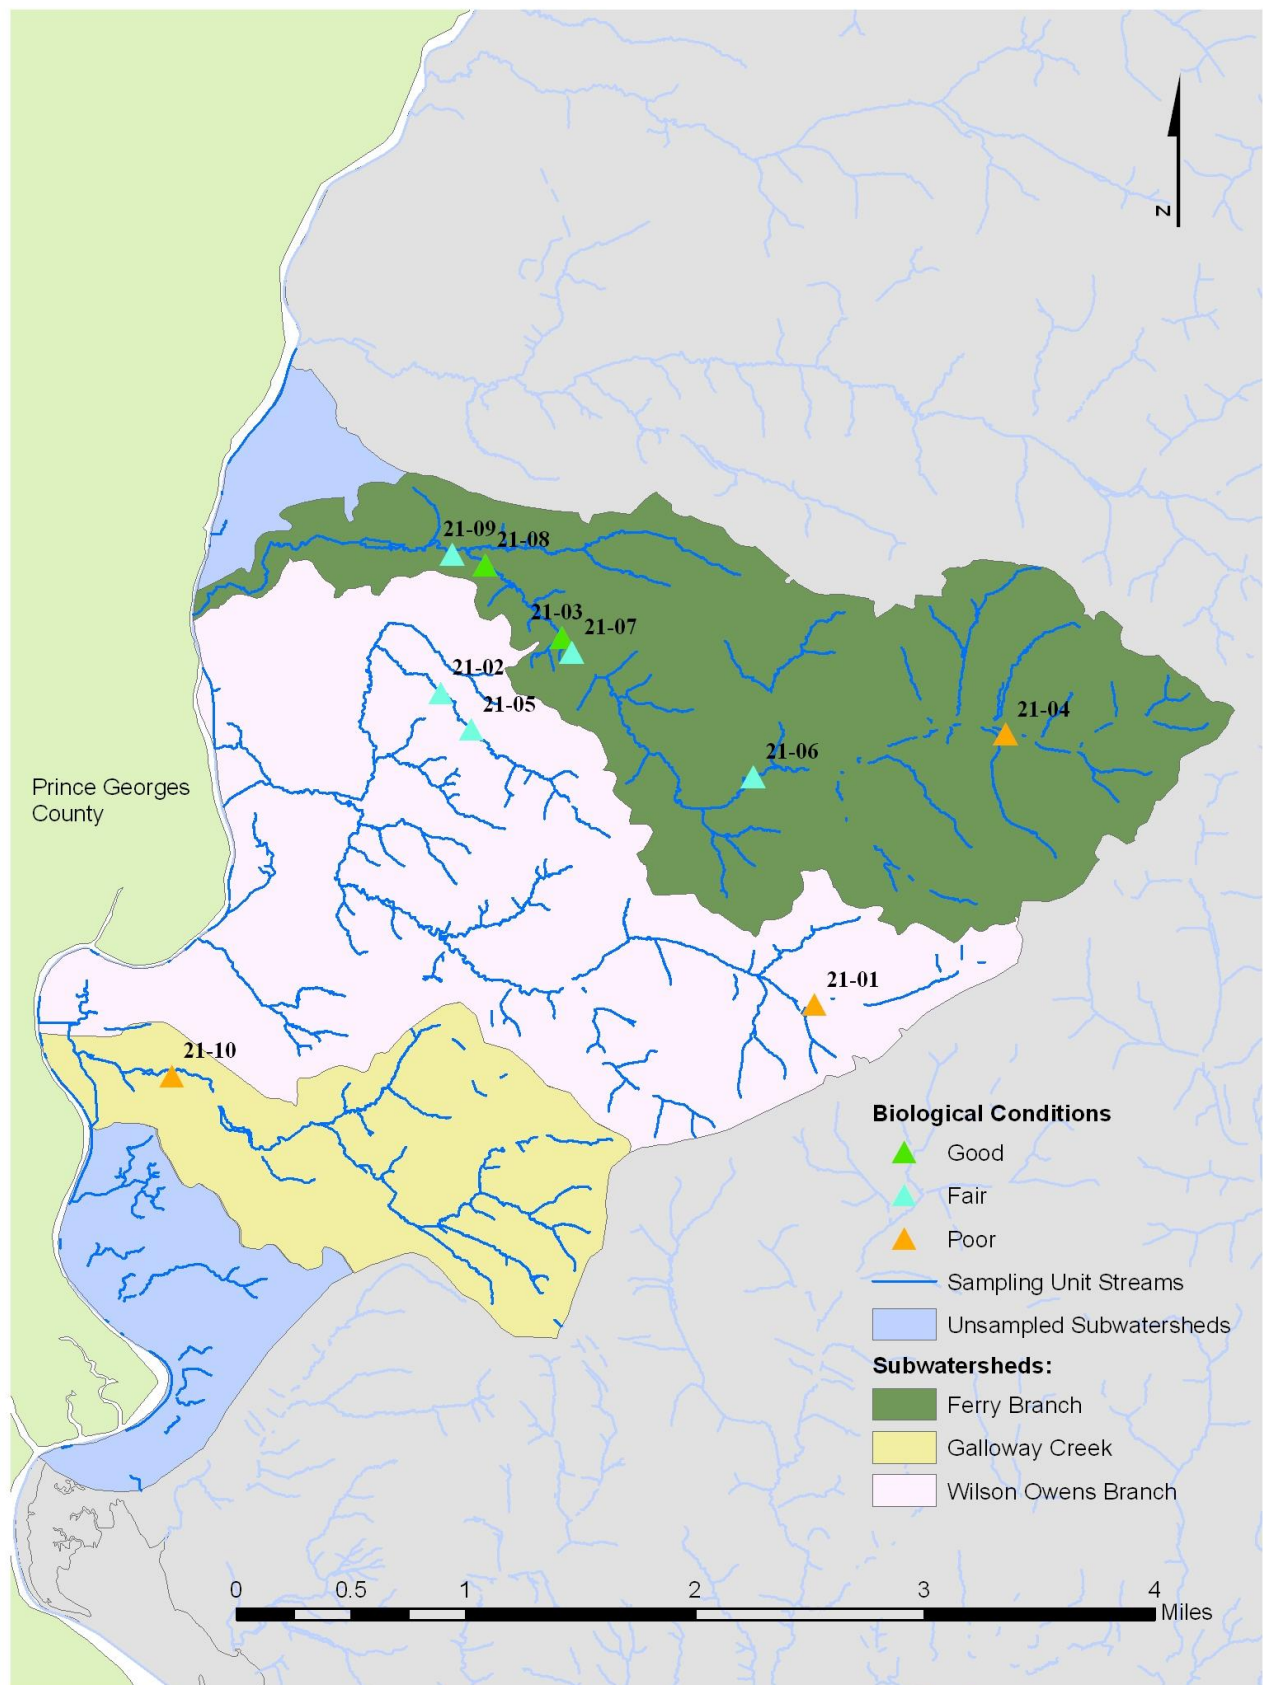 N
21-09
21-08
21-03
21-07
21-02
21-05
21-04
21-06
Prince Georges
County
21-01
21-10
Biological Conditions
Good
Fair
Poor
Sampling Unit Streams
Unsampled Subwatersheds
Subwatersheds:
Ferry Branch
Galloway Creek
Wilson Owens Branch
0 0.5 1 2 3 4
Miles